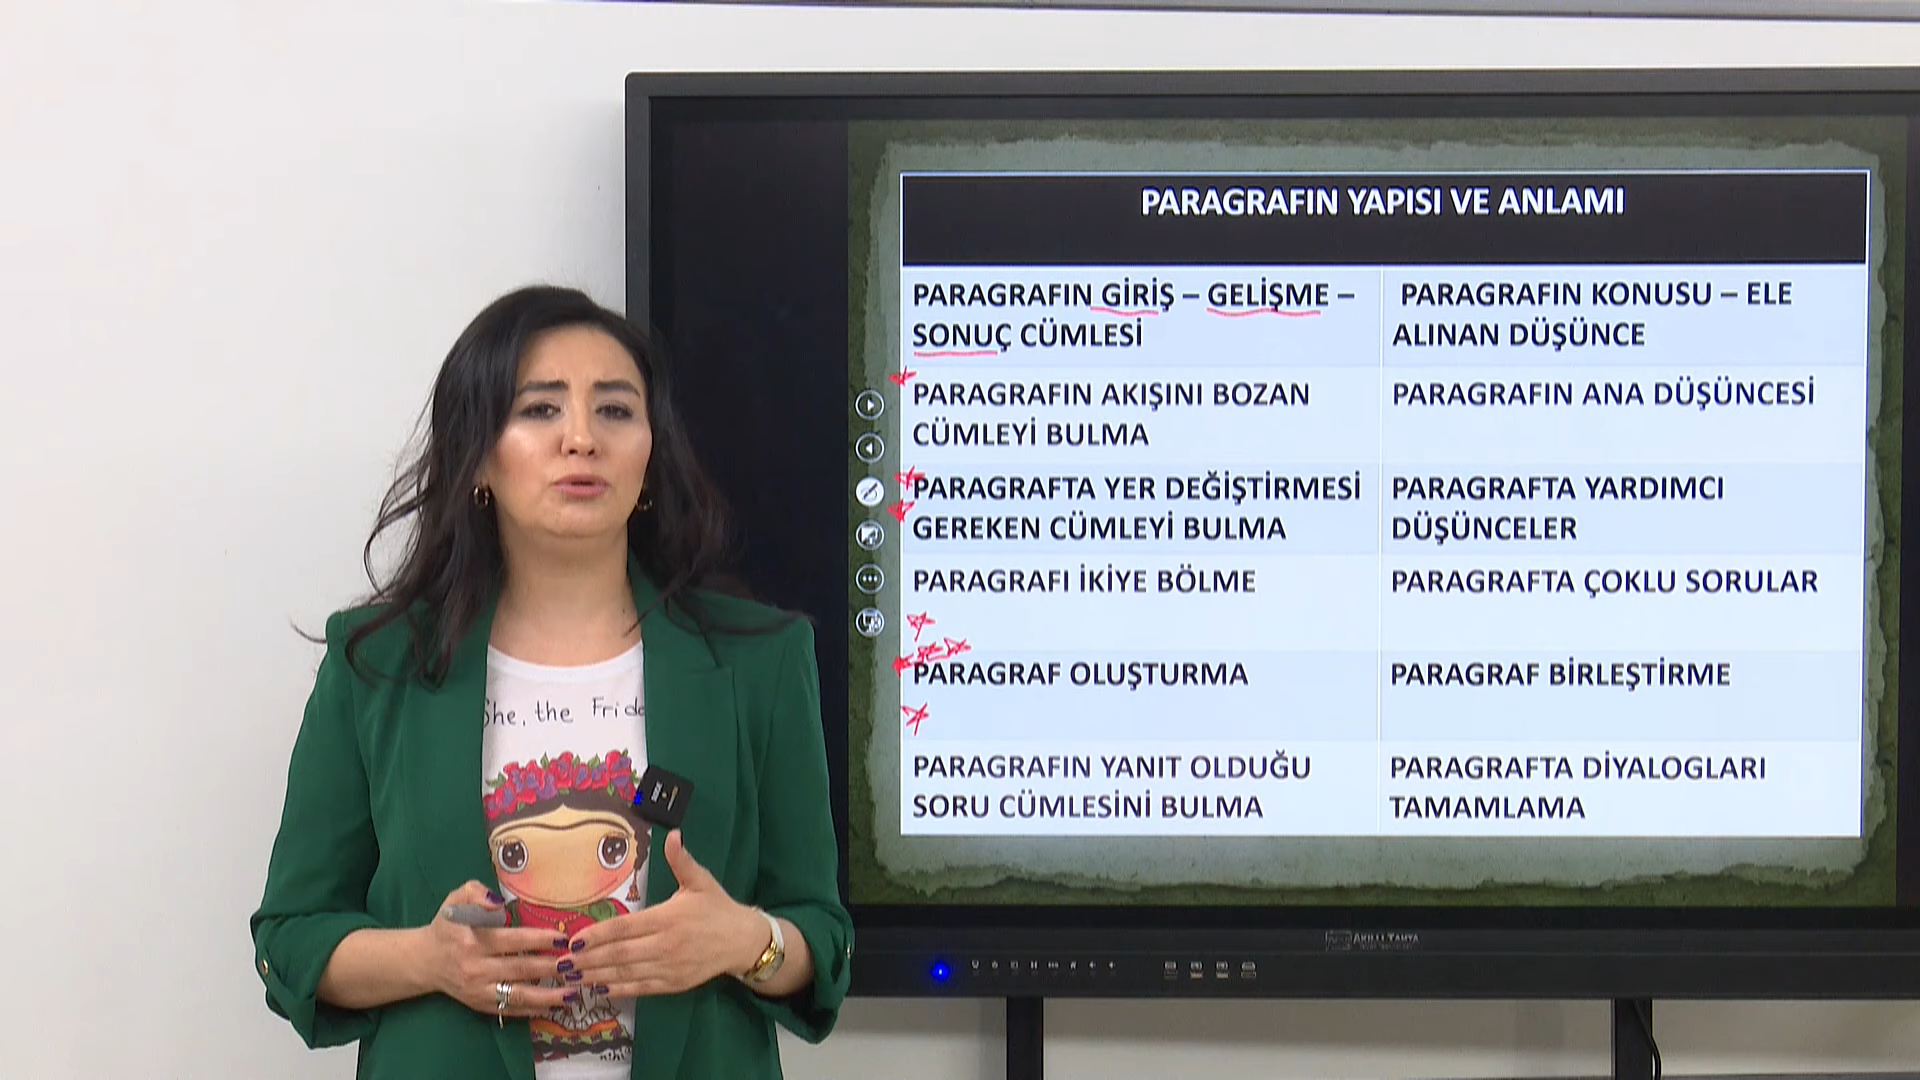 PARAGRAFIN YAPISI VE ANLAMI
PARAGRAFIN GİRİŞ – GELİŞME –
SONUÇ CÜMLESİ
PARAGRAFIN KONUSU – ELE
ALINAN DÜŞÜNCE
PARAGRAFIN AKIŞINI BOZAN
CÜMLEYİ BULMA
PARAGRAFIN ANA DÜŞÜNCESİ
PARAGRAFTA YER DEĞİŞTİRMESİ
GEREKEN CÜMLEYİ BULMA
PARAGRAFTA YARDIMCI
DÜŞÜNCELER
PARAGRAFI İKİYE BÖLME
PARAGRAFTA ÇOKLU SORULAR
PARAGRAF OLUŞTURMA
PARAGRAF BİRLEŞTİRME
PARAGRAFIN YANIT OLDUĞU
SORU CÜMLESİNİ BULMA
PARAGRAFTA DİYALOGLARI
TAMAMLAMA
She, the Frida
AKILLI TAHTA